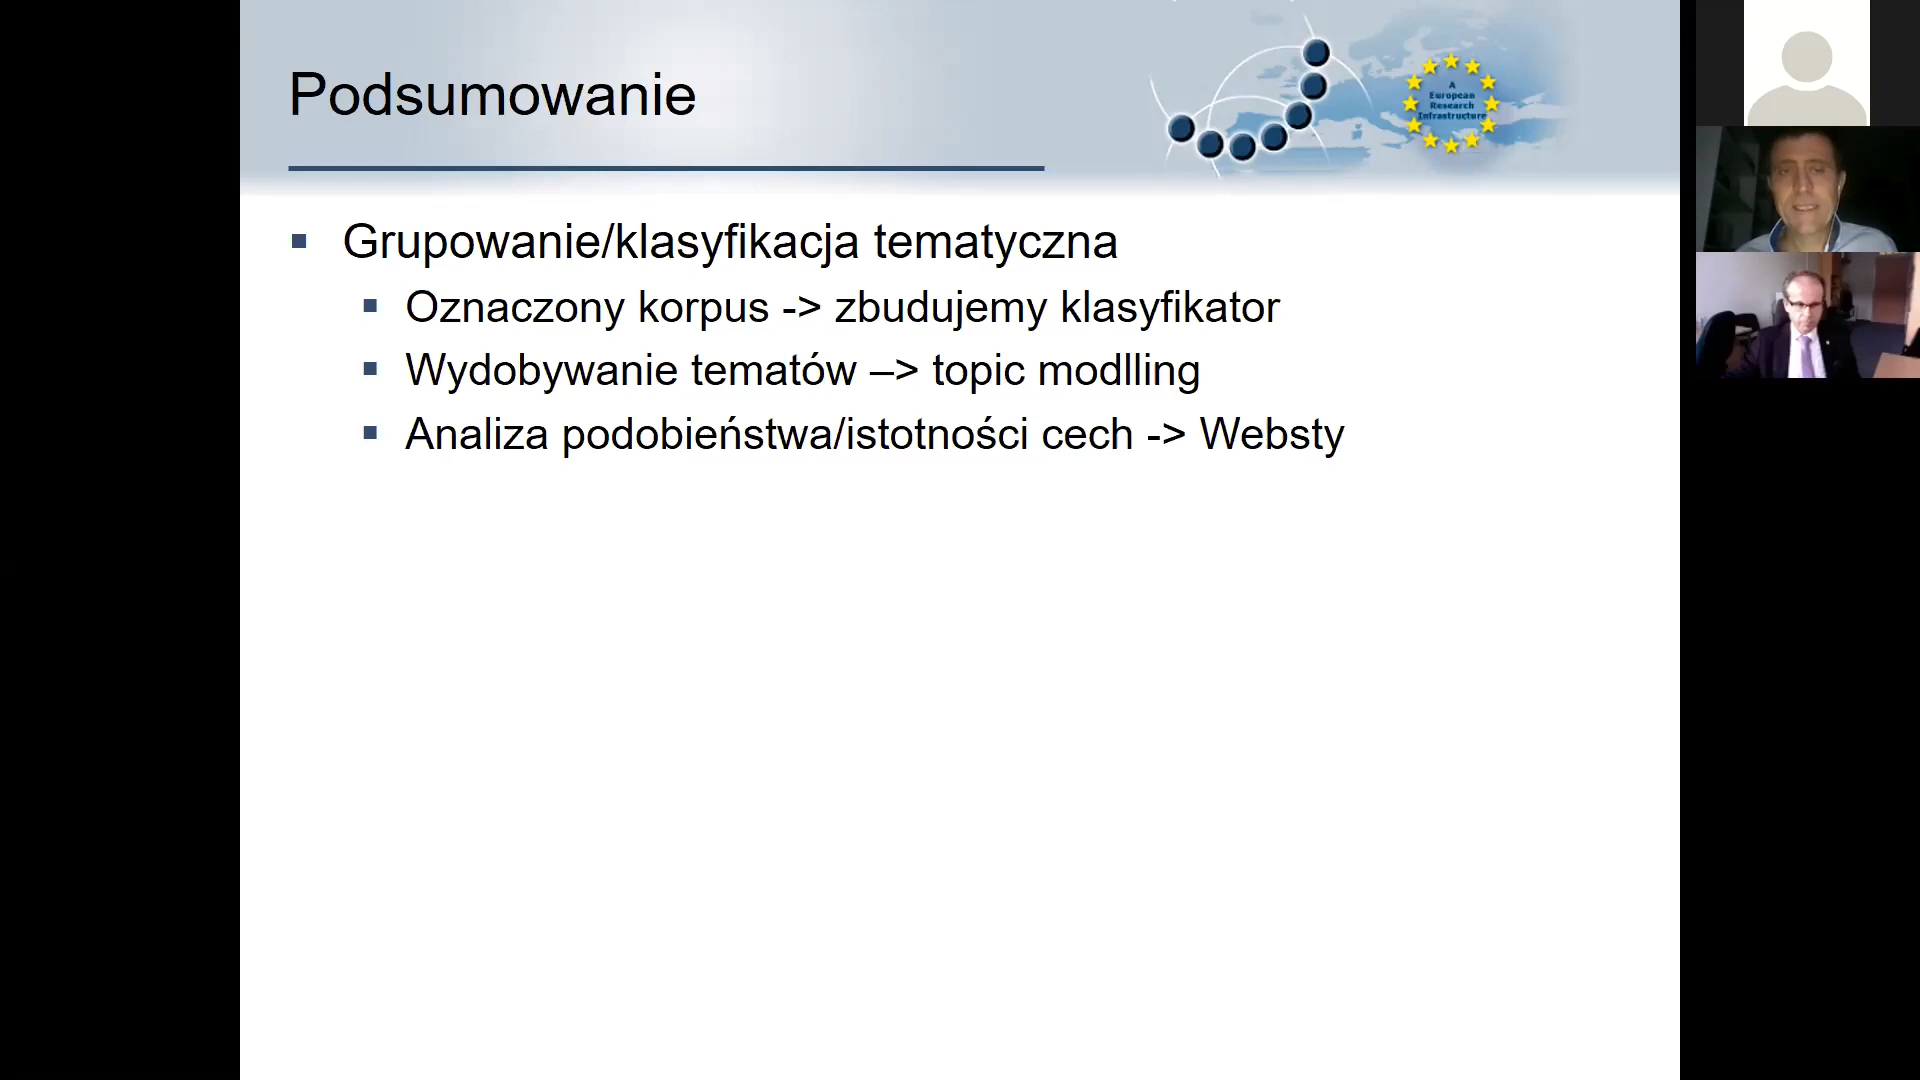 Podsumowanie
A
European
Research
Infrastructure
Grupowanie/klasyfikacja tematyczna
Oznaczony korpus -> zbudujemy klasyfikator
Wydobywanie tematów –> topic modlling
Analiza podobieństwa/istotności cech -> Websty